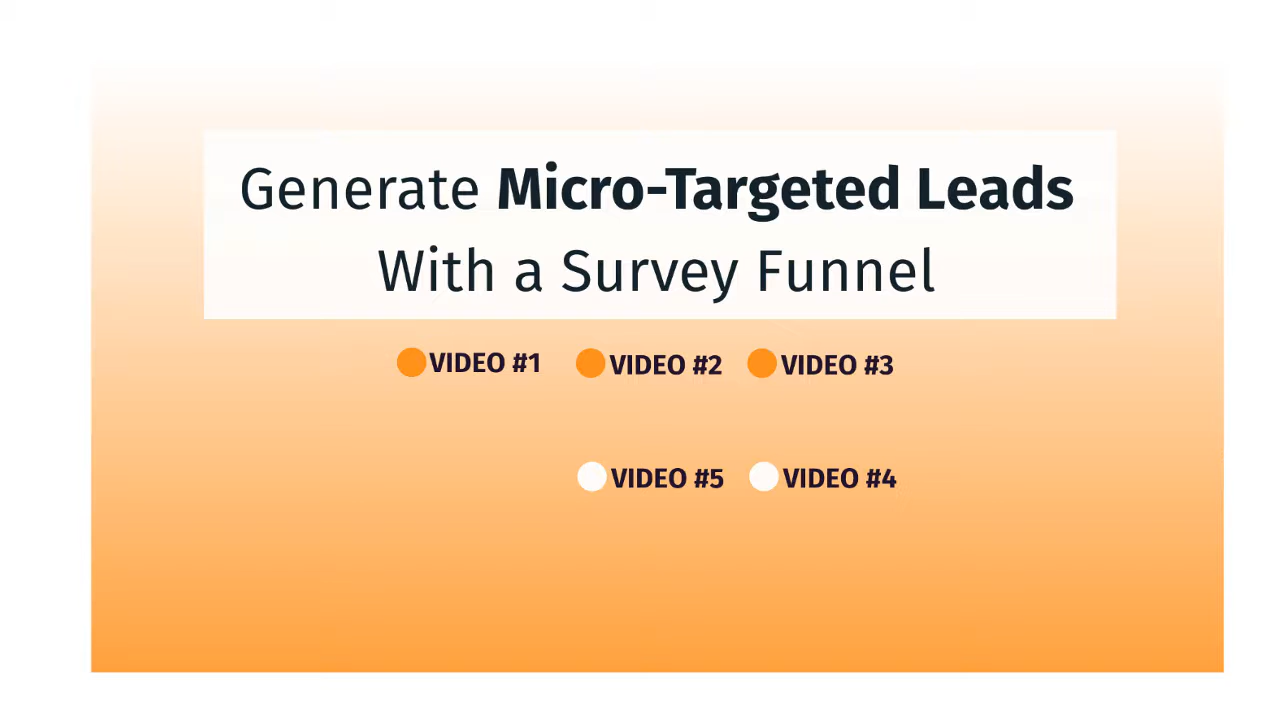 Generate Micro-Targeted Leads
With a Survey Funnel
VIDEO #1 VIDEO #2 VIDEO #3
VIDEO #5 VIDEO #4